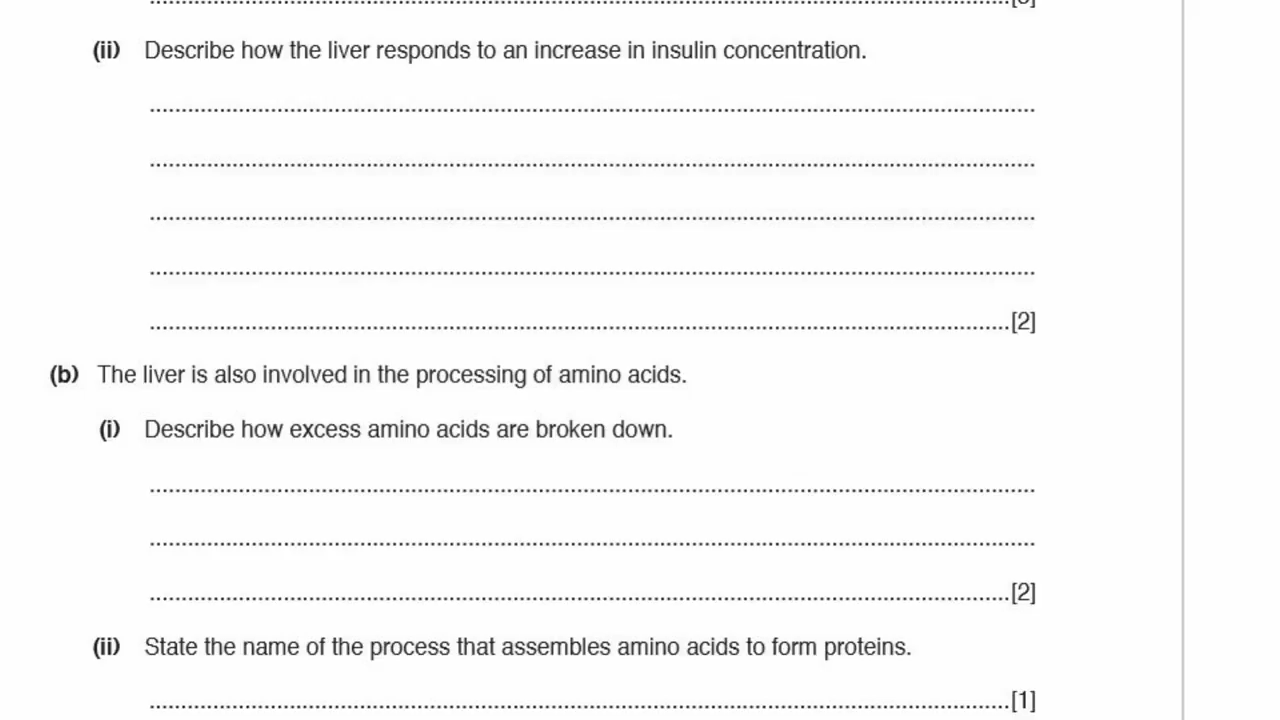 (ii) Describe how the liver responds to an increase in insulin concentration.
..........................................................................................................................................
..........................................................................................................................................
..........................................................................................................................................
..........................................................................................................................................
......................................................................................................................................[2]
(b) The liver is also involved in the processing of amino acids.
(i) Describe how excess amino acids are broken down.
..........................................................................................................................................
..........................................................................................................................................
......................................................................................................................................[2]
(ii) State the name of the process that assembles amino acids to form proteins.
......................................................................................................................................[1]